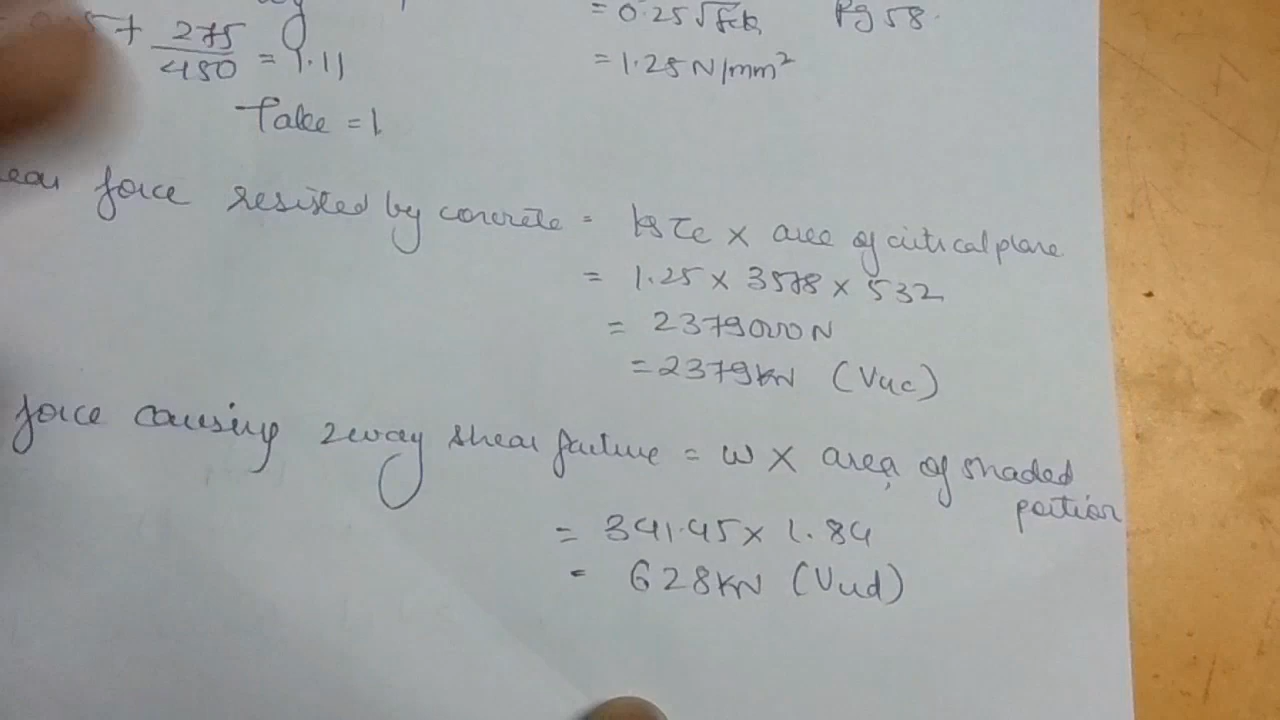 = 0.25√fck Pg 58.
+ 275/450 = 1.11
= 1.25 N/mm²
Take = 1
force resisted by concrete = ks τc × area of critical plane
= 1.25 × 3578 × 532
= 2379000 N
= 2379 kN (Vuc)
force causing 2way shear failure = w × area of shaded
portion
= 341.45 × 1.84
= 628 kN (Vud)